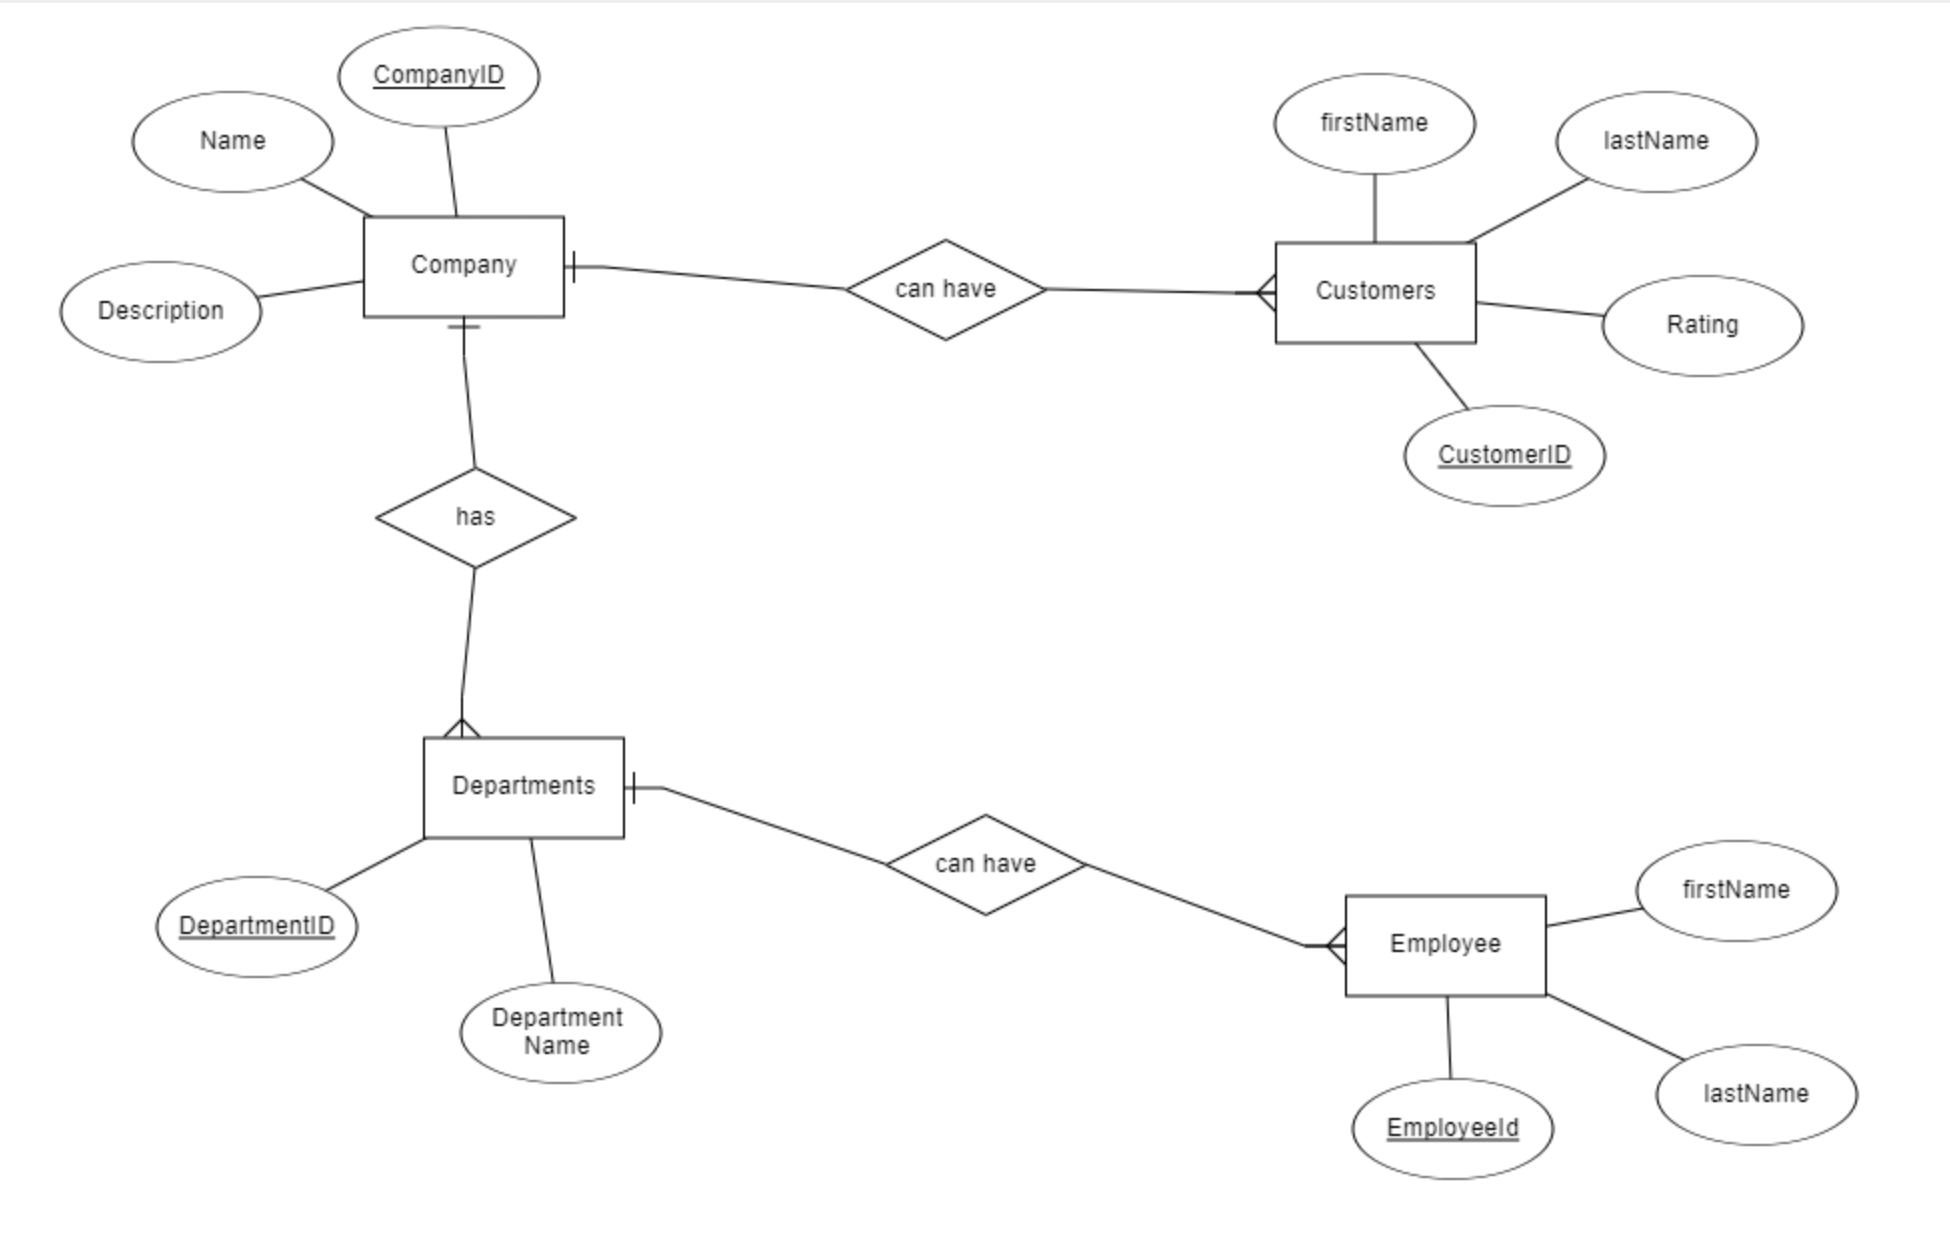 CompanyID
Name
Company
Description
can have
firstName
lastName
Customers
Rating
CustomerID
has
Departments
DepartmentID
Department
Name
can have
Employee
firstName
lastName
EmployeeId